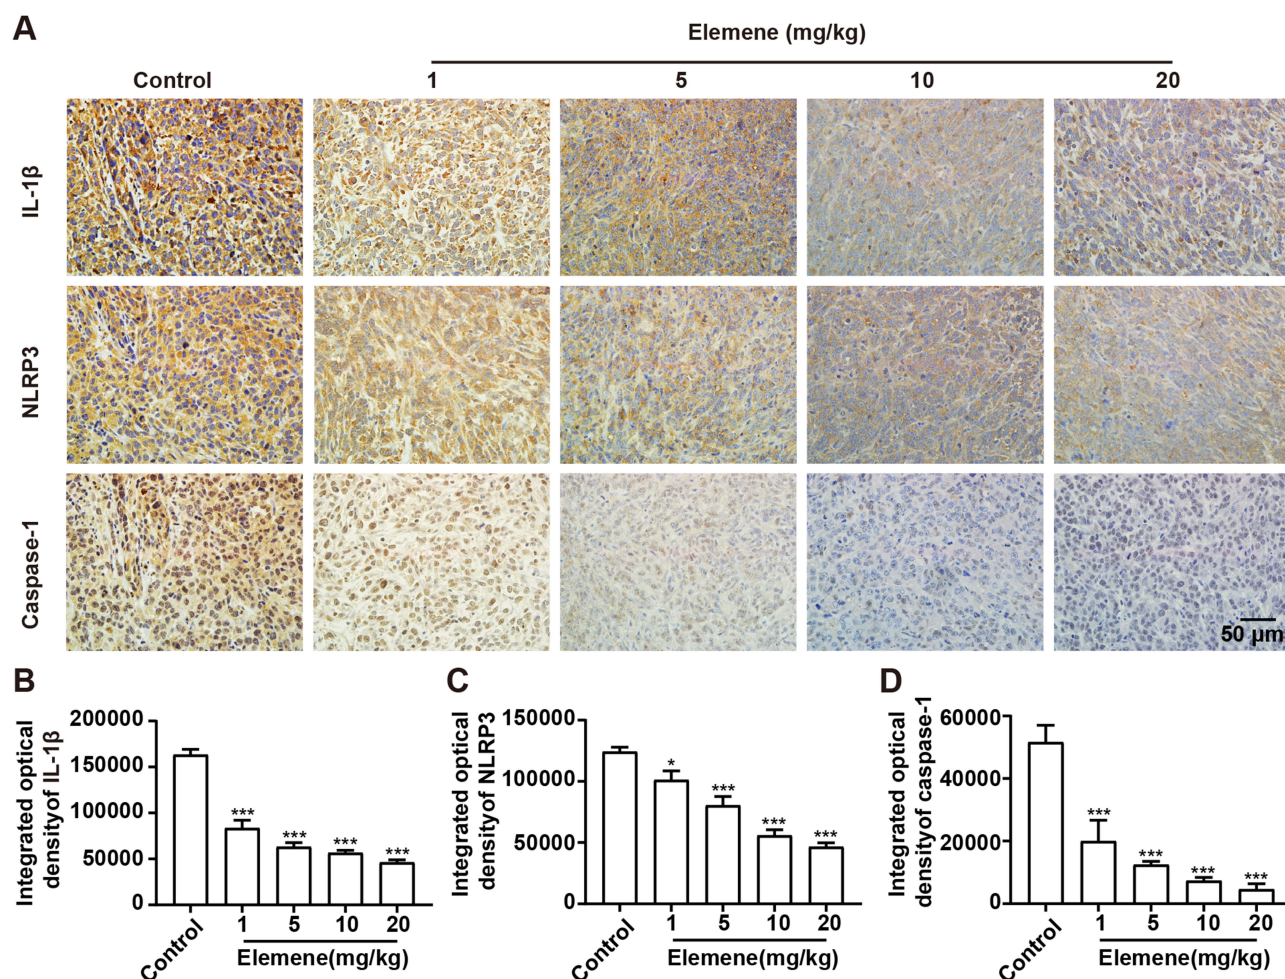 A
Elemene (mg/kg)
Control 1 5 10 20
IL-1β
NLRP3
Caspase-1
50 μm
B
Integrated optical
densityof IL-1β
200000
150000
100000
50000
0
***
***
***
***
Control 1 5 10 20
Elemene(mg/kg)
C
Integrated optical
densityof NLRP3
150000
100000
50000
0
*
***
***
***
Control 1 5 10 20
Elemene(mg/kg)
D
Integrated optical
densityof caspase-1
60000
40000
20000
0
***
***
***
***
Control 1 5 10 20
Elemene(mg/kg)